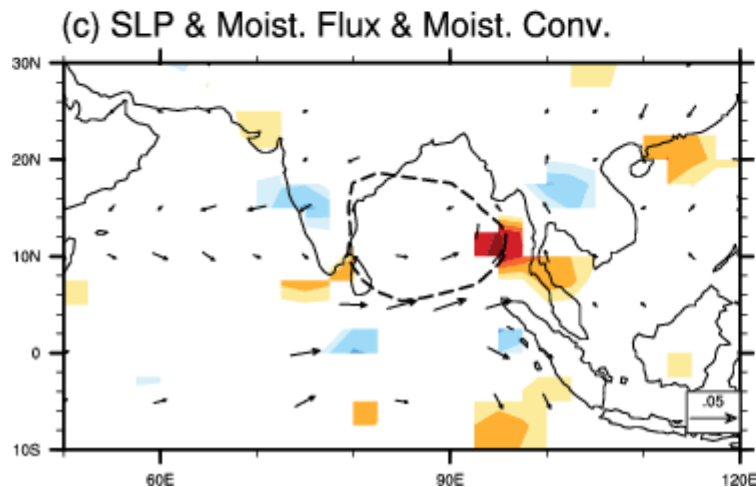 (c) SLP & Moist. Flux & Moist. Conv.
30N
20N
10N
0
10S
.05
60E
90E
120E